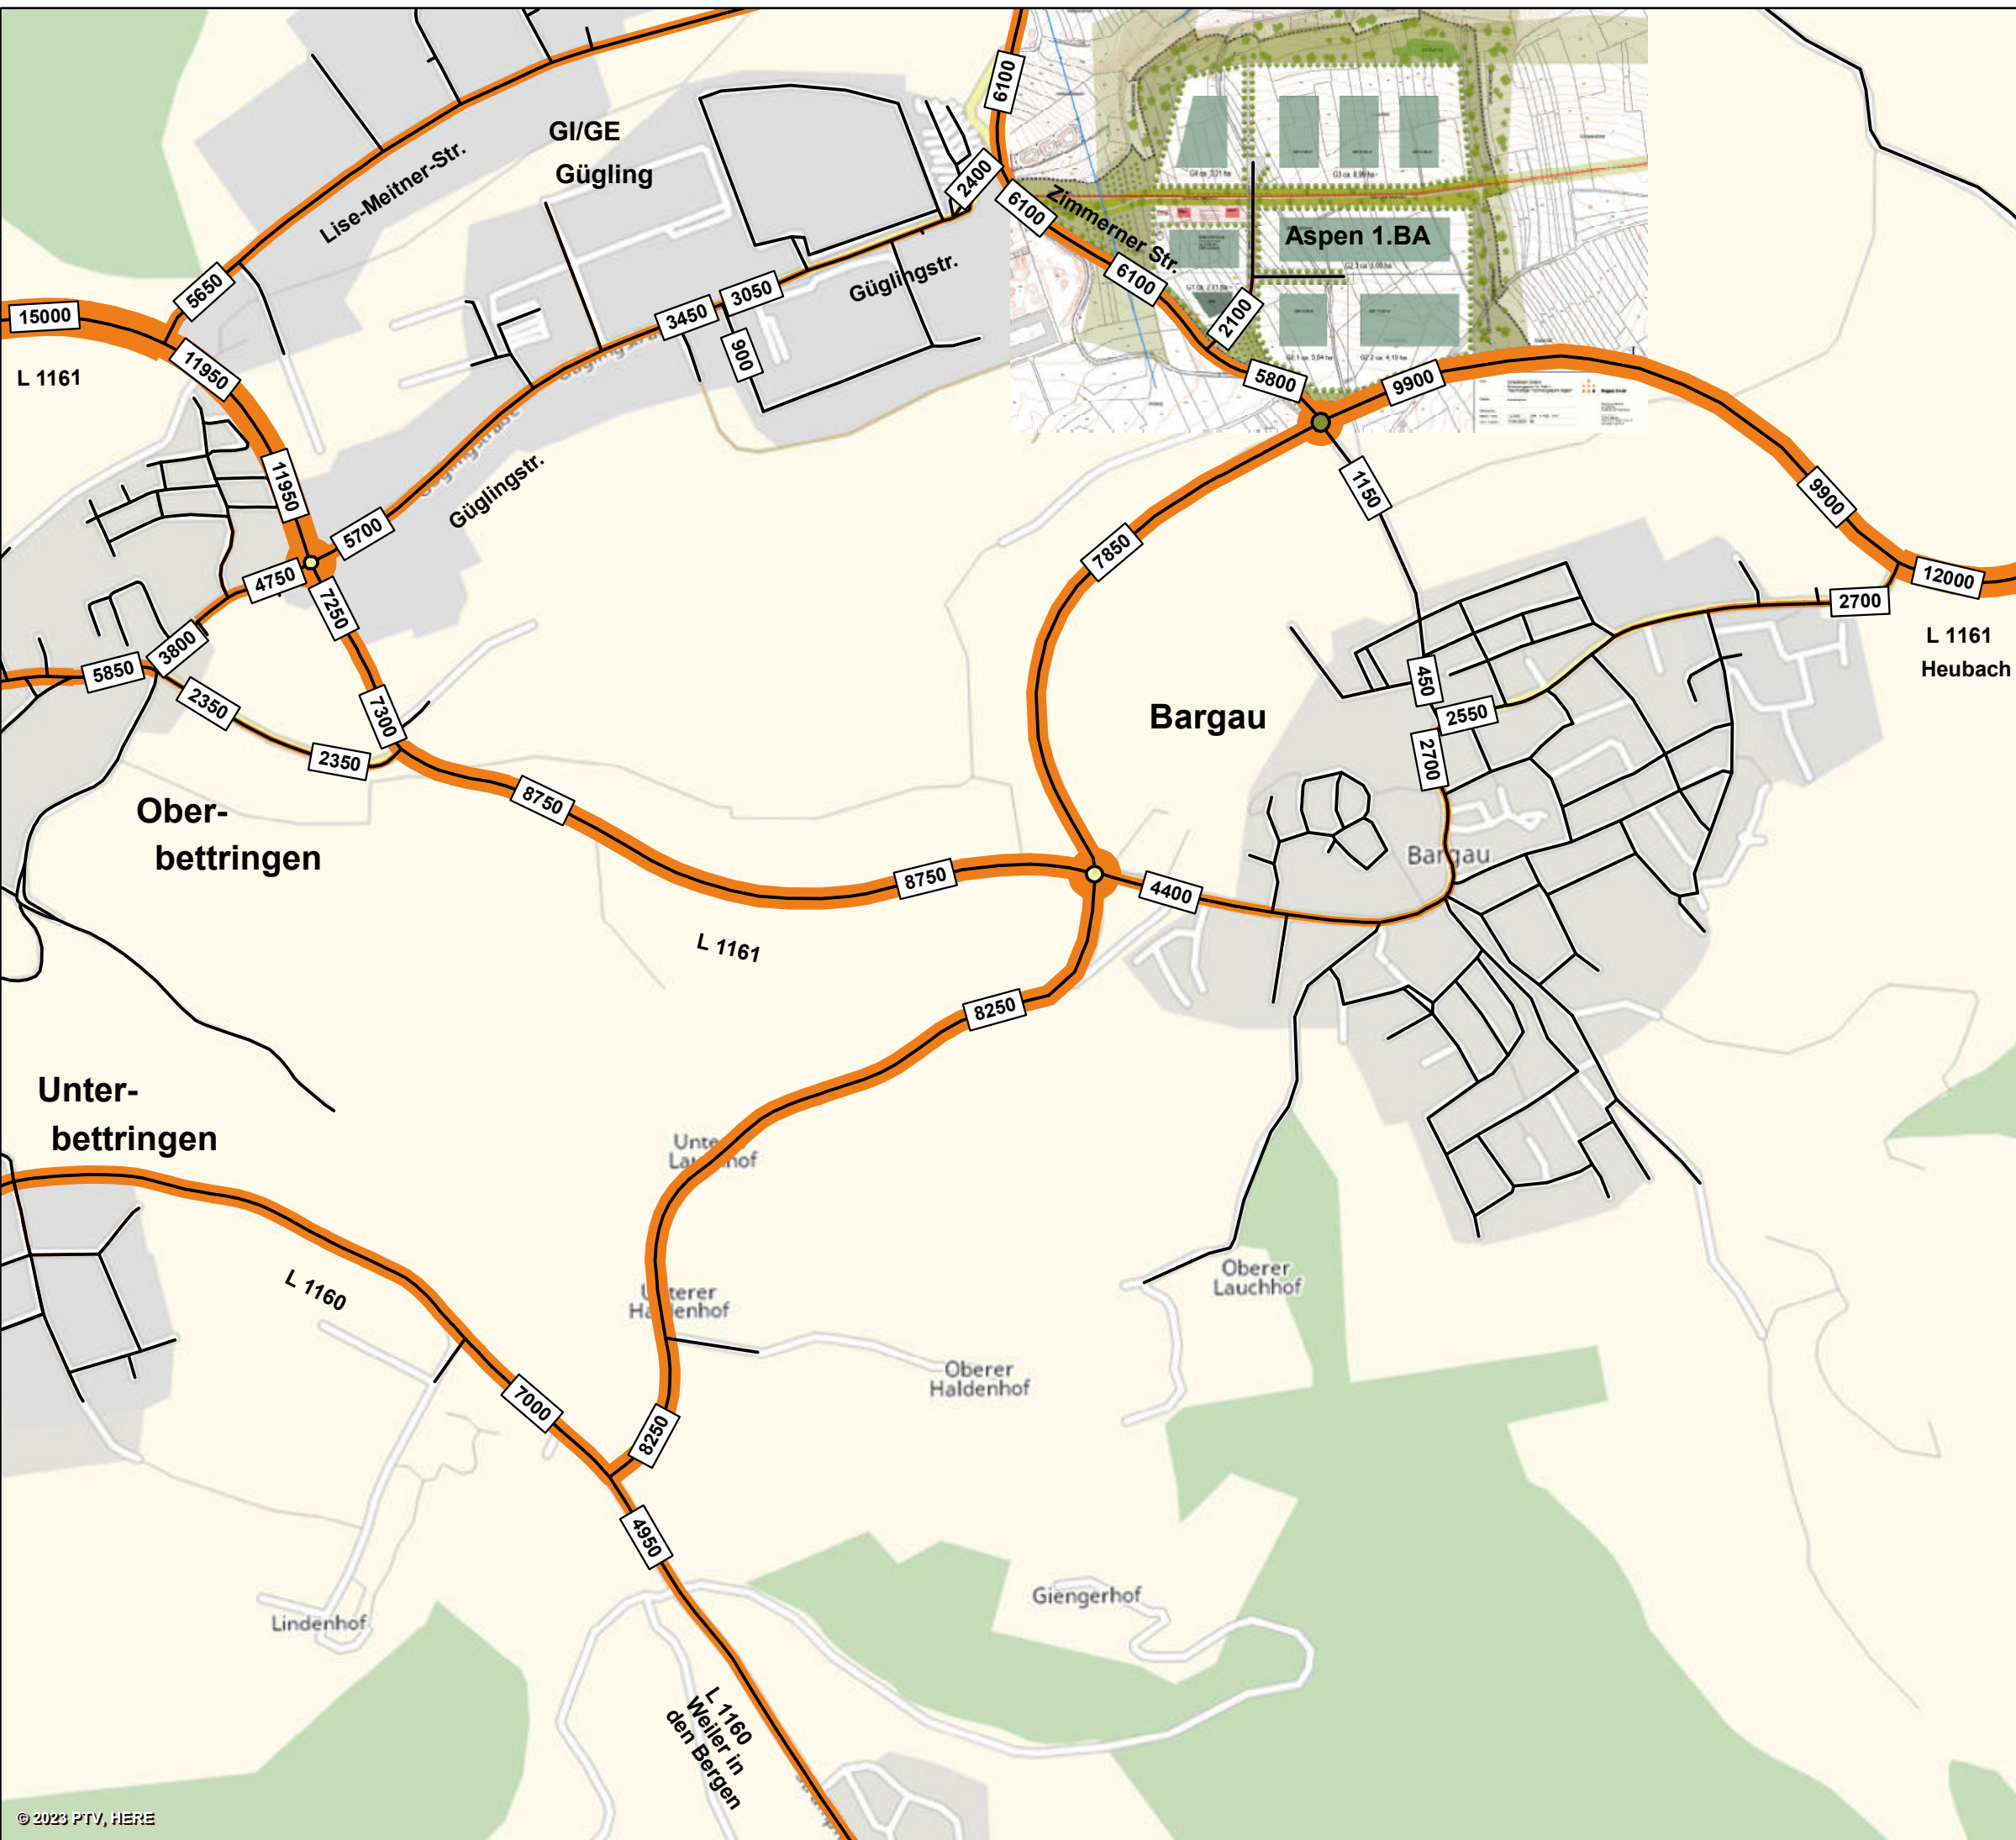 6100
GI/GE
Gügling
Lise-Meitner-Str.
2400
6100
Zimmerner Str.
Aspen 1.BA
6100
2100
5650
15000
L 1161
11950
3050
3450
900
Güglingstr.
5800
9900
11950
Güglingstr.
5700
1150
9900
7850
4750
7250
3800
5850
2350
7300
2350
12000
2700
L 1161
Heubach
450
2550
2700
Bargau
Bargau
Ober-
bettringen
8750
8750
4400
L 1161
8250
Unter-
bettringen
L 1160
Oberer
Lauchhof
Oberer
Haldenhof
7000
8250
4950
Giengerhof
Lindenhof
L 1160
Weiler in
den Bergen
© 2023 PTV, HERE